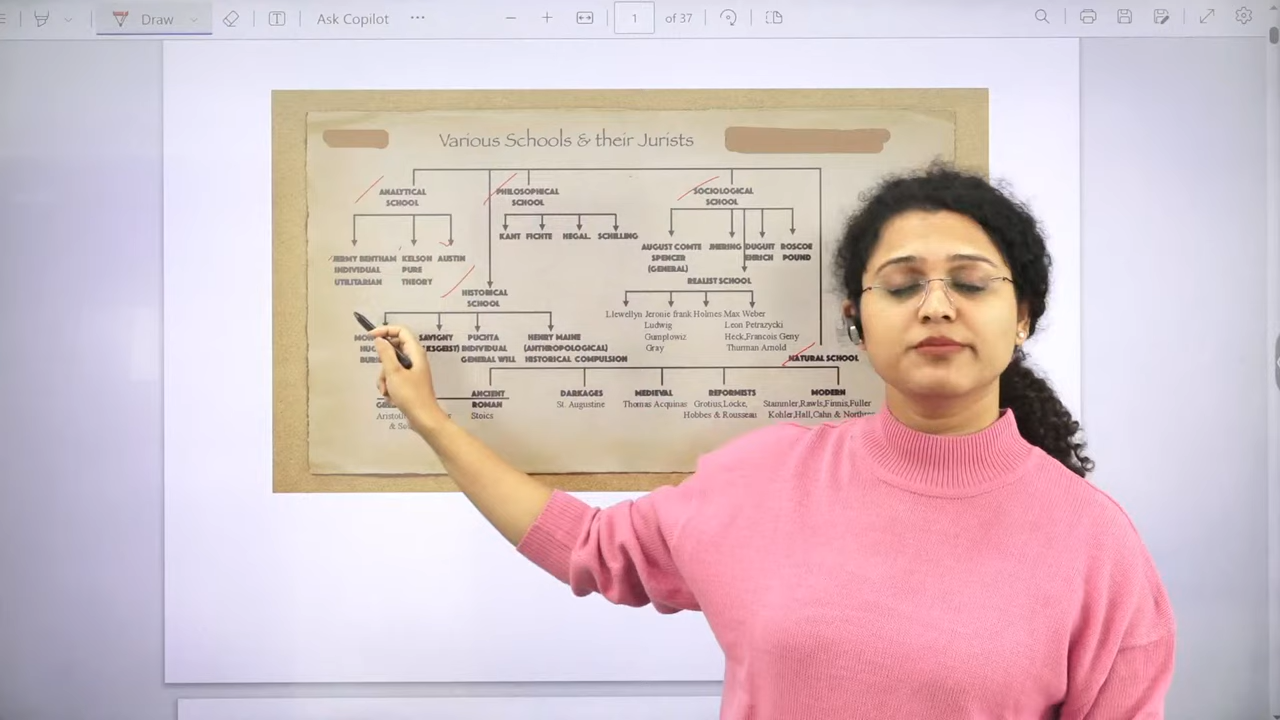 Draw
Ask Copilot
1 of 37
Various Schools & their Jurists
ANALYTICAL SCHOOL
PHILOSOPHICAL SCHOOL
SOCIOLOGICAL SCHOOL
JERMY BENTHAM
INDIVIDUAL
UTILITARIAN
KELSON
PURE
THEORY
AUSTIN
KANT FICHTE HEGAL. SCHILLING
AUGUST COMTE
SPENCER
(GENERAL)
JHERING
DUGUIT
EHRICH
ROSCOE
POUND
HISTORICAL
SCHOOL
REALIST SCHOOL
SAVIGNY
PUCHTA
INDIVIDUAL
GENERAL WILL
HENRY MAINE
(ANTHROPOLOGICAL)
HISTORICAL COMPULSION
Llewellyn
Jeronie frank
Ludwig
Gumplowiz
Gray
Holmes
Max Weber
Leon Petrazycki
Heck,Francois Geny
Thurman Arnold
NATURAL SCHOOL
ANCIENT
ROMAN
Stoics
DARKAGES
St. Augustine
MEDIEVAL
Thomas Acquinas
REFORMISTS
Grotius,Locke,
Hobbes & Rousseau
MODERN
Stammler,Rawls,Finnis,Fuller
Kohler,Hall,Cahn &